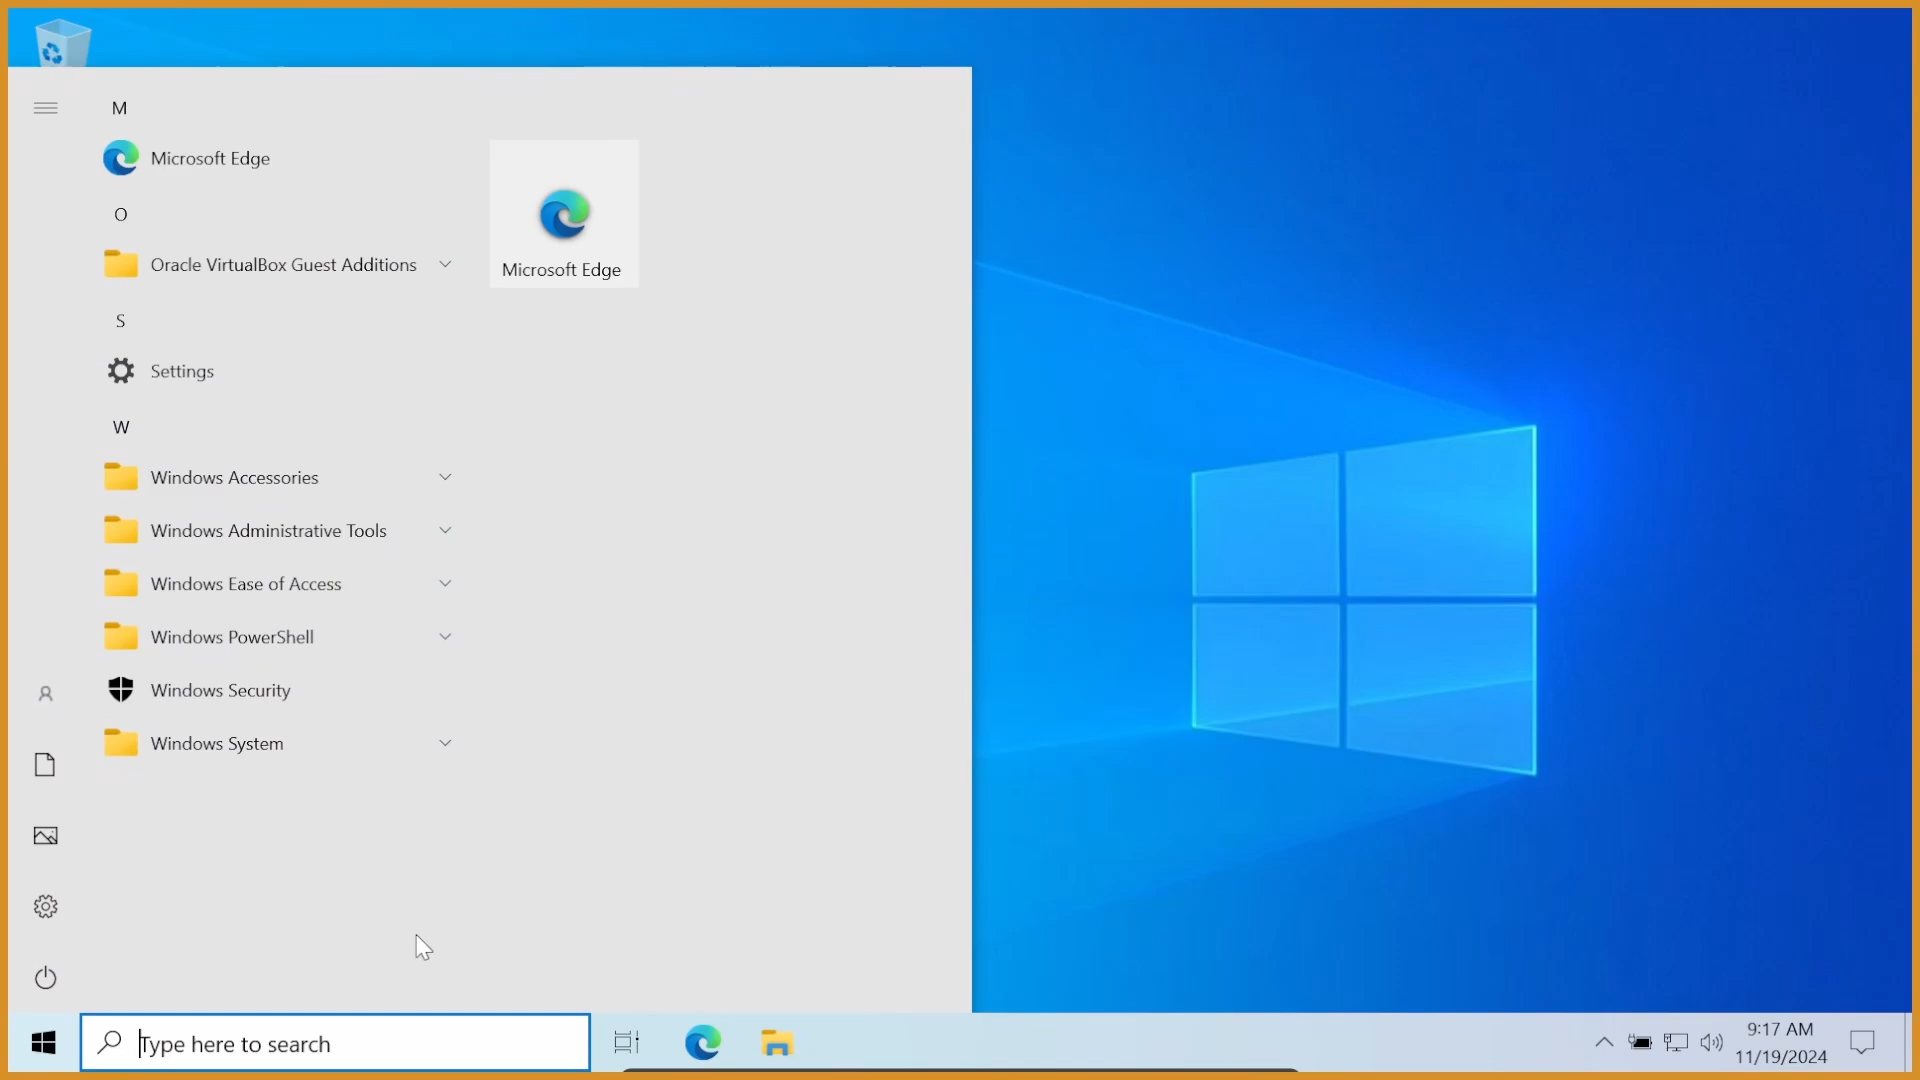 M
Microsoft Edge
Microsoft Edge
O
Oracle VirtualBox Guest Additions
S
Settings
W
Windows Accessories
Windows Administrative Tools
Windows Ease of Access
Windows PowerShell
Windows Security
Windows System
Type here to search
9:17 AM
11/19/2024